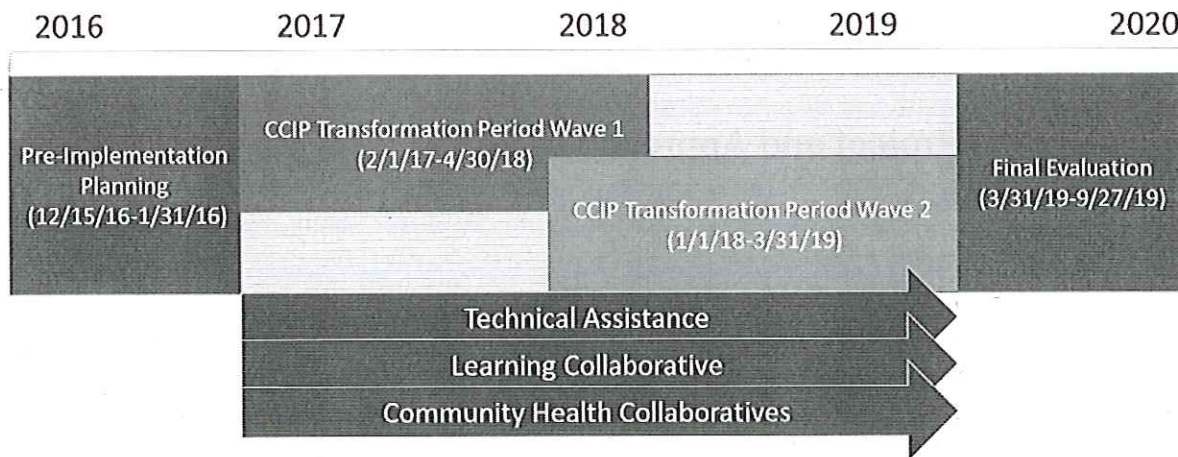 2016 2017 2018 2019 2020
Pre-Implementation
Planning
(12/15/16-1/31/16)
CCIP Transformation Period Wave 1
(2/1/17-4/30/18)
CCIP Transformation Period Wave 2
(1/1/18-3/31/19)
Final Evaluation
(3/31/19-9/27/19)
Technical Assistance
Learning Collaborative
Community Health Collaboratives